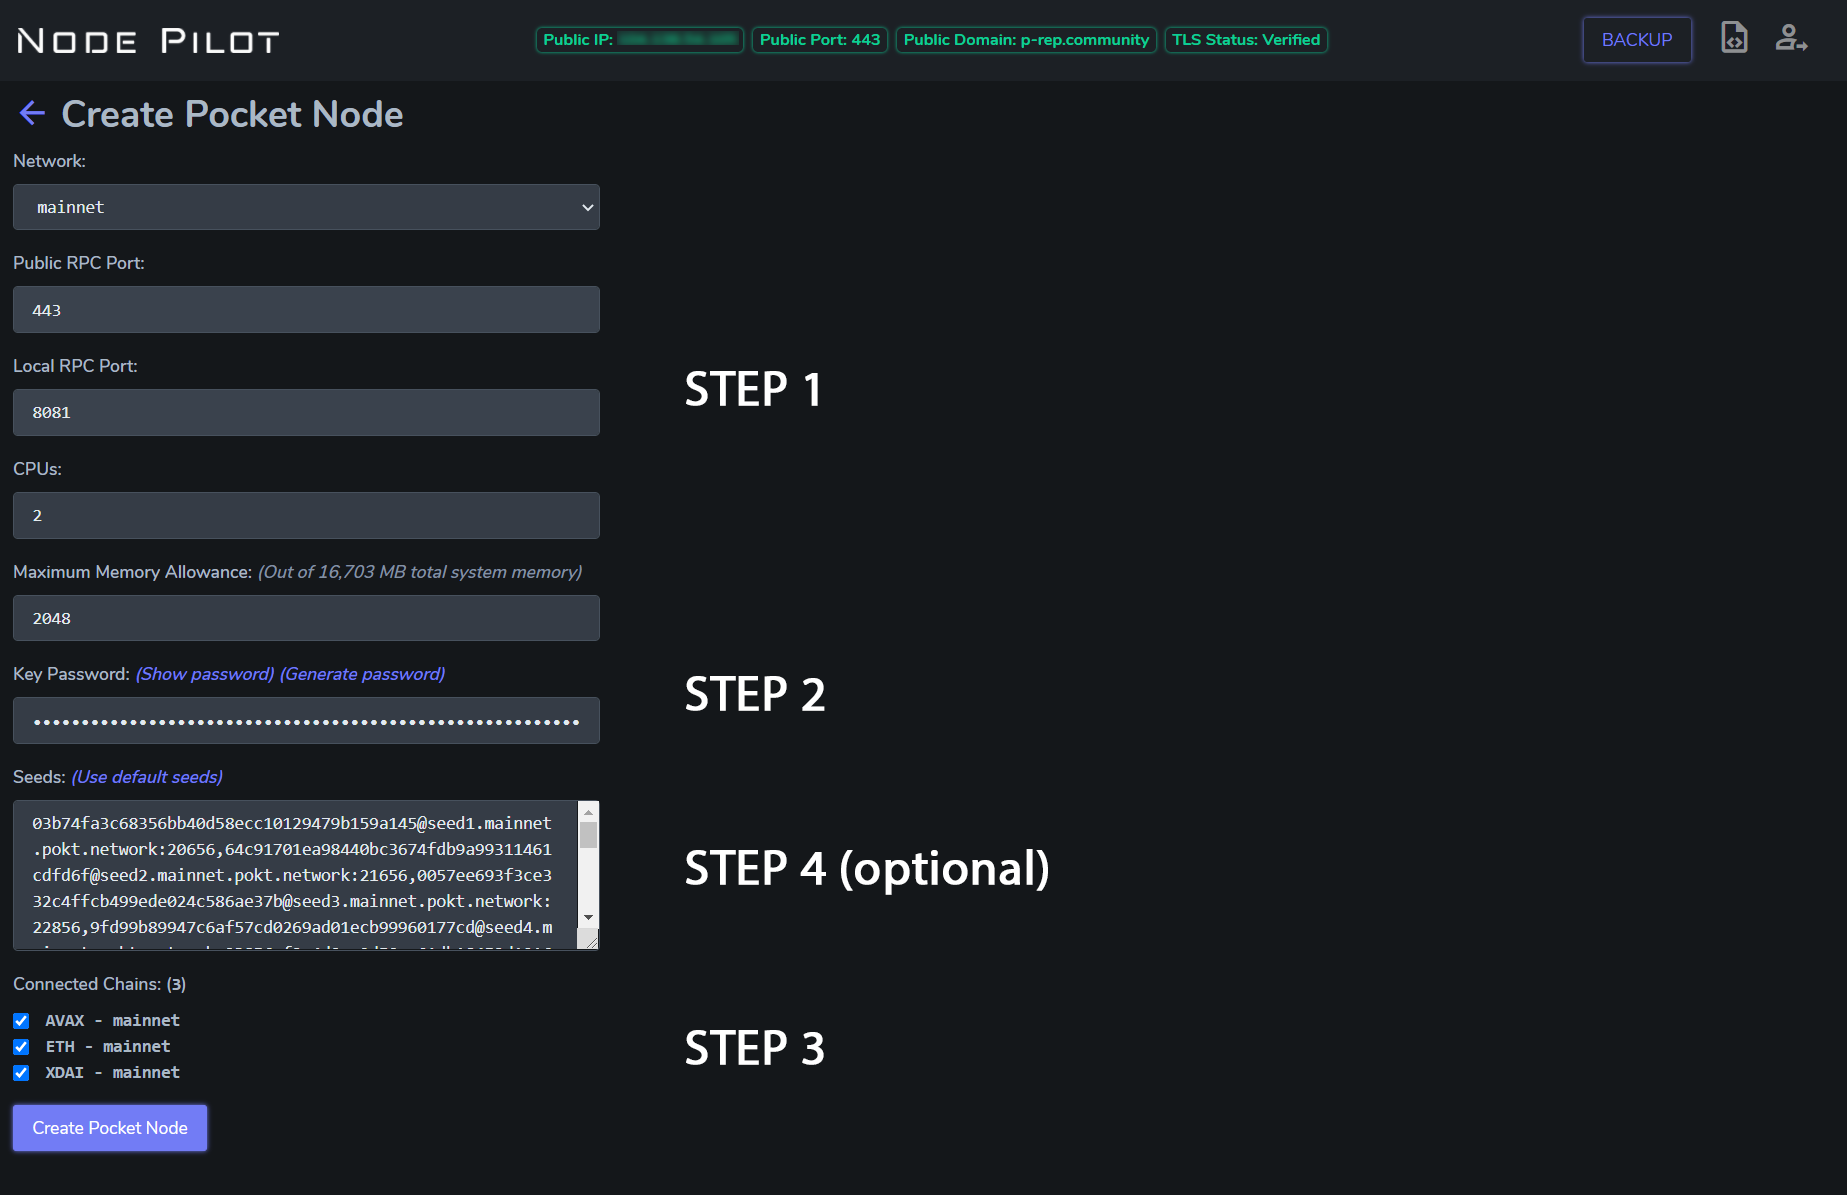 NODE PILOT
Public IP:
Public Port: 443
Public Domain: p-rep.community
TLS Status: Verified
BACKUP
Create Pocket Node
Network:
mainnet
Public RPC Port:
443
Local RPC Port:
8081
STEP 1
CPUs:
2
Maximum Memory Allowance: (Out of 16,703 MB total system memory)
2048
Key Password: (Show password) (Generate password)
STEP 2
Seeds: (Use default seeds)
03b74fa3c68356bb40d58ecc10129479b159a145@seed1.mainnet
.pokt.network:20656,64c91701ea98440bc3674fdb9a99311461
cdfd6f@seed2.mainnet.pokt.network:21656,0057ee693f3ce3
32c4ffcb499ede024c586ae37b@seed3.mainnet.pokt.network:
22856,9fd99b89947c6af57cd0269ad01ecb99960177cd@seed4.m
STEP 4 (optional)
Connected Chains: (3)
AVAX - mainnet
ETH - mainnet
XDAI - mainnet
STEP 3
Create Pocket Node